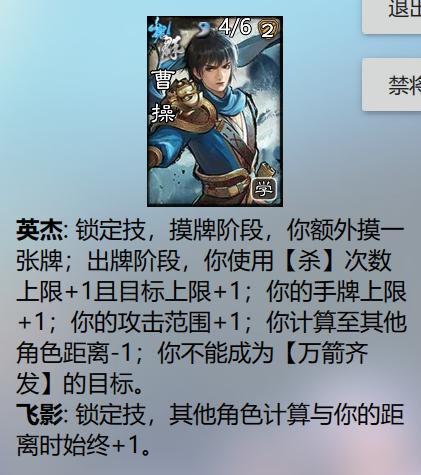 退出
禁将
4/6 2
曹
操
学
英杰: 锁定技，摸牌阶段，你额外摸一
张牌；出牌阶段，你使用【杀】次数
上限+1且目标上限+1；你的手牌上限
+1；你的攻击范围+1；你计算至其他
角色距离-1；你不能成为【万箭齐
发】的目标。
飞影: 锁定技，其他角色计算与你的距
离时始终+1。